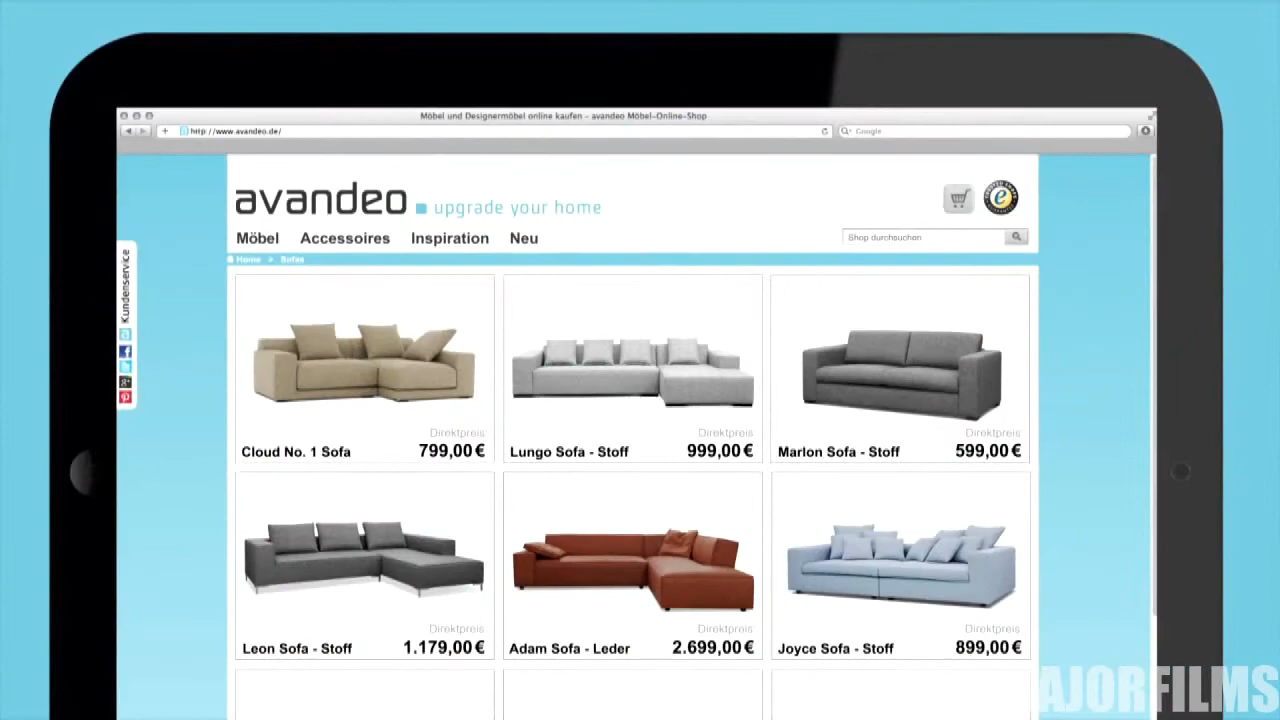 Möbel und Designermöbel online kaufen - avandeo Möbel-Online-Shop
http://www.avandeo.de/
Google
avandeo upgrade your home
Möbel Accessoires Inspiration Neu
Shop durchsuchen
Home > Sofas
Kundenservice
Direktpreis
Cloud No. 1 Sofa 799,00 €
Direktpreis
Lungo Sofa - Stoff 999,00 €
Direktpreis
Marlon Sofa - Stoff 599,00 €
Direktpreis
Leon Sofa - Stoff 1.179,00 €
Direktpreis
Adam Sofa - Leder 2.699,00 €
Direktpreis
Joyce Sofa - Stoff 899,00 €
AJORFILMS